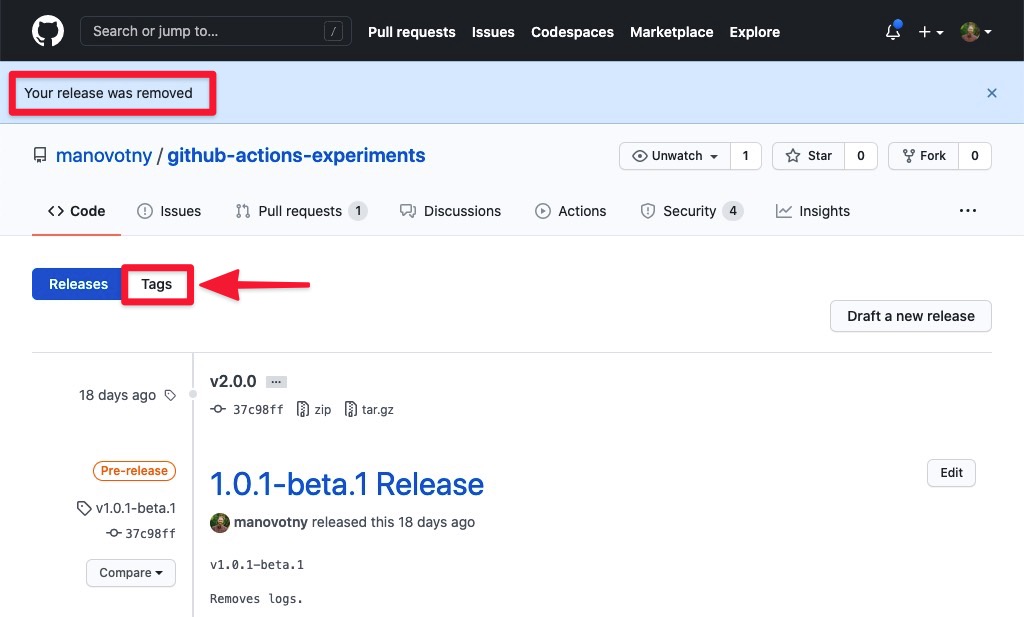 Search or jump to… / Pull requests Issues Codespaces Marketplace Explore
Your release was removed
manovotny / github-actions-experiments Unwatch 1 Star 0 Fork 0
Code Issues Pull requests 1 Discussions Actions Security 4 Insights
Releases Tags
Draft a new release
v2.0.0
18 days ago
37c98ff zip tar.gz
Pre-release
1.0.1-beta.1 Release Edit
v1.0.1-beta.1
manovotny released this 18 days ago
37c98ff
v1.0.1-beta.1
Compare
Removes logs.